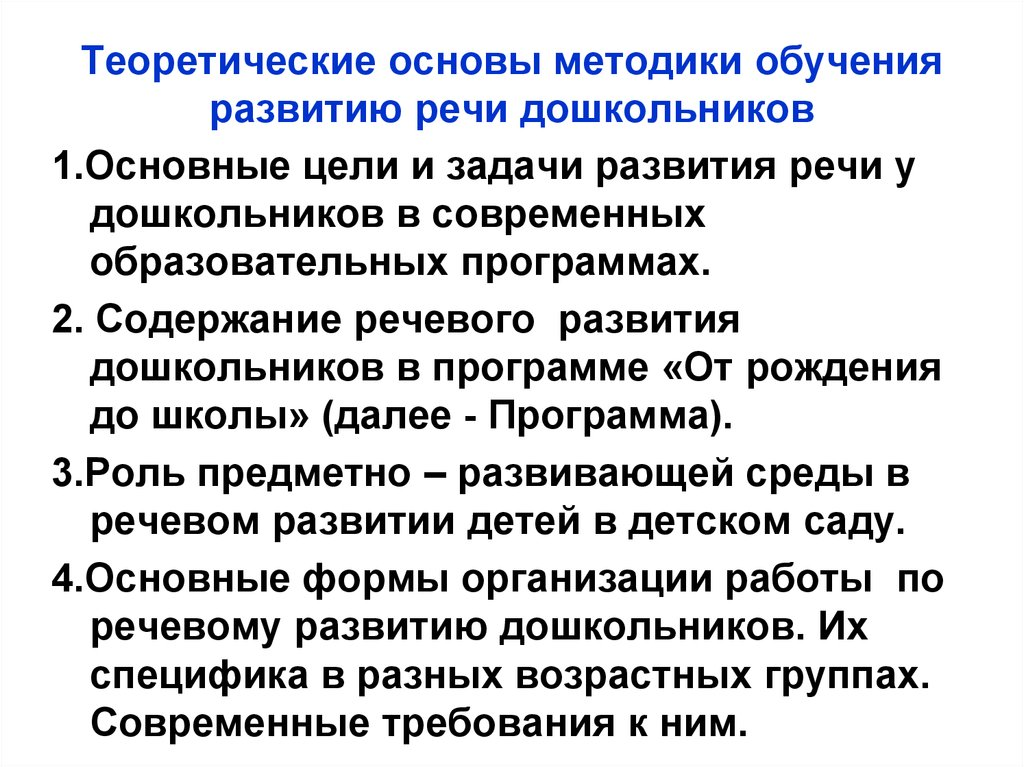 Теоретические основы методики обучения
развитию речи дошкольников
1.Основные цели и задачи развития речи у
дошкольников в современных
образовательных программах.
2. Содержание речевого  развития
дошкольников в программе «От рождения
до школы» (далее - Программа).
3.Роль предметно – развивающей среды в
речевом развитии детей в детском саду.
4.Основные формы организации работы  по
речевому развитию дошкольников. Их
специфика в разных возрастных группах.
Современные требования к ним.